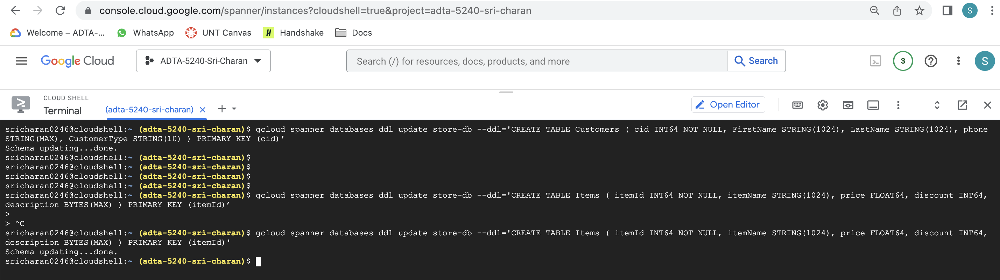 console.cloud.google.com/spanner/instances?cloudshell=true&project=adta-5240-sri-charan
S
Welcome – ADTA-... WhatsApp UNT Canvas H Handshake Docs
Google Cloud ADTA-5240-Sri-Charan Search (/) for resources, docs, products, and more Search 3 ? S
CLOUD SHELL
Terminal (adta-5240-sri-charan) Open Editor
sricharan0246@cloudshell:~ (adta-5240-sri-charan)$ gcloud spanner databases ddl update store-db --ddl='CREATE TABLE Customers ( cid INT64 NOT NULL, FirstName STRING(1024), LastName STRING(1024), phone
STRING(MAX), CustomerType STRING(10) ) PRIMARY KEY (cid)'
Schema updating...done.
sricharan0246@cloudshell:~ (adta-5240-sri-charan)$
sricharan0246@cloudshell:~ (adta-5240-sri-charan)$
sricharan0246@cloudshell:~ (adta-5240-sri-charan)$
sricharan0246@cloudshell:~ (adta-5240-sri-charan)$
sricharan0246@cloudshell:~ (adta-5240-sri-charan)$ gcloud spanner databases ddl update store-db --ddl='CREATE TABLE Items ( itemId INT64 NOT NULL, itemName STRING(1024), price FLOAT64, discount INT64,
description BYTES(MAX) ) PRIMARY KEY (itemId)’
>
> ^C
sricharan0246@cloudshell:~ (adta-5240-sri-charan)$ gcloud spanner databases ddl update store-db --ddl='CREATE TABLE Items ( itemId INT64 NOT NULL, itemName STRING(1024), price FLOAT64, discount INT64,
description BYTES(MAX) ) PRIMARY KEY (itemId)'
Schema updating...done.
sricharan0246@cloudshell:~ (adta-5240-sri-charan)$